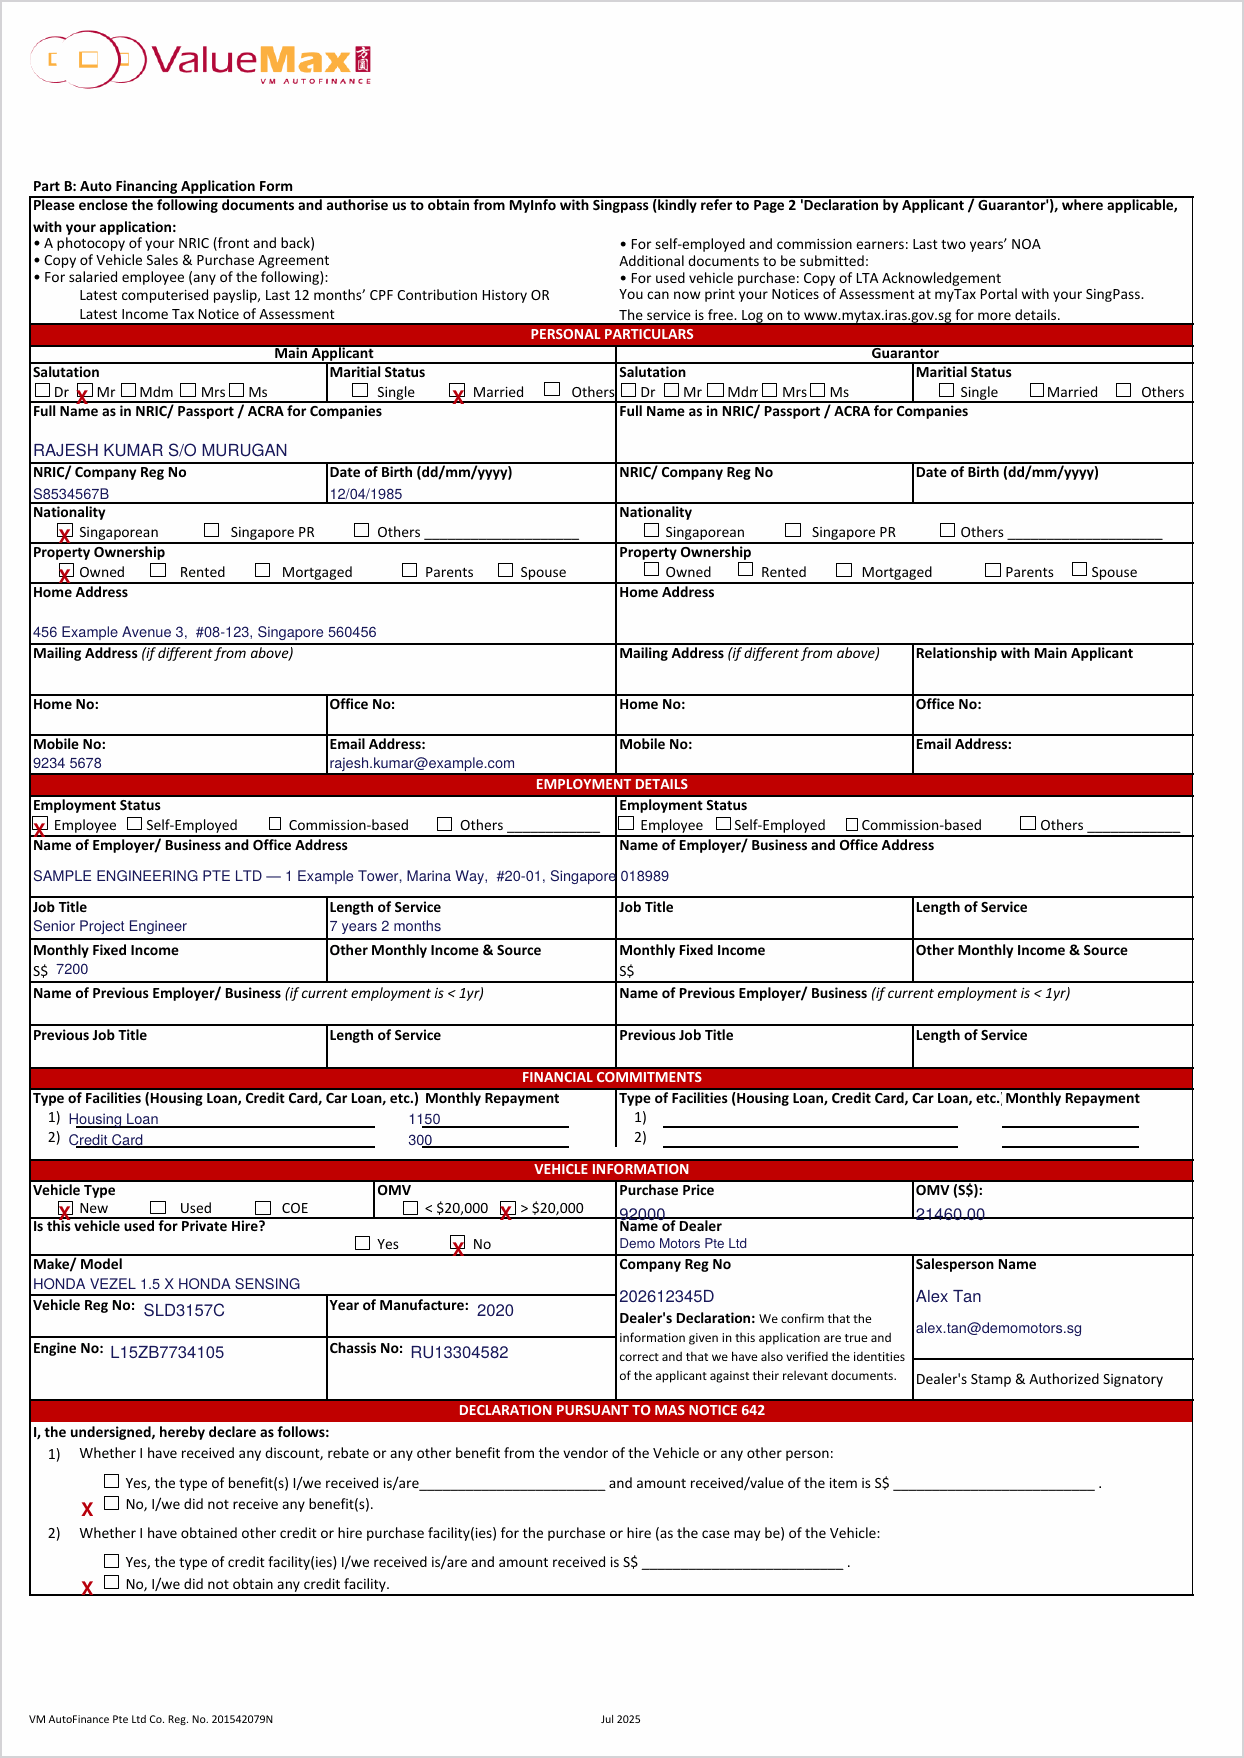 ValueMax 方圆
VM AUTOFINANCE
Part B: Auto Financing Application Form
Please enclose the following documents and authorise us to obtain from MyInfo with Singpass (kindly refer to Page 2 'Declaration by Applicant / Guarantor'), where applicable,
with your application:
• A photocopy of your NRIC (front and back)
• Copy of Vehicle Sales & Purchase Agreement
• For salaried employee (any of the following):
Latest computerised payslip, Last 12 months’ CPF Contribution History OR
Latest Income Tax Notice of Assessment
• For self-employed and commission earners: Last two years’ NOA
Additional documents to be submitted:
• For used vehicle purchase: Copy of LTA Acknowledgement
You can now print your Notices of Assessment at myTax Portal with your SingPass.
The service is free. Log on to www.mytax.iras.gov.sg for more details.
PERSONAL PARTICULARS
Main Applicant Guarantor
Salutation Maritial Status Salutation Maritial Status
Dr X Mr Mdm Mrs Ms Single X Married Others Dr Mr Mdm Mrs Ms Single Married Others
Full Name as in NRIC/ Passport / ACRA for Companies Full Name as in NRIC/ Passport / ACRA for Companies
RAJESH KUMAR S/O MURUGAN
NRIC/ Company Reg No Date of Birth (dd/mm/yyyy) NRIC/ Company Reg No Date of Birth (dd/mm/yyyy)
S8534567B 12/04/1985
Nationality Nationality
X Singaporean Singapore PR Others ____________________ Singaporean Singapore PR Others ____________________
Property Ownership Property Ownership
X Owned Rented Mortgaged Parents Spouse Owned Rented Mortgaged Parents Spouse
Home Address Home Address
456 Example Avenue 3, #08-123, Singapore 560456
Mailing Address (if different from above) Mailing Address (if different from above) Relationship with Main Applicant
Home No: Office No: Home No: Office No:
Mobile No: Email Address: Mobile No: Email Address:
9234 5678 rajesh.kumar@example.com
EMPLOYMENT DETAILS
Employment Status Employment Status
X Employee Self-Employed Commission-based Others ____________ Employee Self-Employed Commission-based Others ____________
Name of Employer/ Business and Office Address Name of Employer/ Business and Office Address
SAMPLE ENGINEERING PTE LTD — 1 Example Tower, Marina Way, #20-01, Singapore 018989
Job Title Length of Service Job Title Length of Service
Senior Project Engineer 7 years 2 months
Monthly Fixed Income Other Monthly Income & Source Monthly Fixed Income Other Monthly Income & Source
S$ 7200 S$
Name of Previous Employer/ Business (if current employment is < 1yr) Name of Previous Employer/ Business (if current employment is < 1yr)
Previous Job Title Length of Service Previous Job Title Length of Service
FINANCIAL COMMITMENTS
Type of Facilities (Housing Loan, Credit Card, Car Loan, etc.) Monthly Repayment Type of Facilities (Housing Loan, Credit Card, Car Loan, etc. Monthly Repayment
1) Housing Loan 1150 1)
2) Credit Card 300 2)
VEHICLE INFORMATION
Vehicle Type OMV Purchase Price OMV (S$):
X New Used COE < $20,000 X > $20,000 92000 21460.00
Is this vehicle used for Private Hire? Name of Dealer
Yes X No Demo Motors Pte Ltd
Make/ Model Company Reg No Salesperson Name
HONDA VEZEL 1.5 X HONDA SENSING
202612345D Alex Tan
Vehicle Reg No: SLD3157C Year of Manufacture: 2020
alex.tan@demomotors.sg
Engine No: L15ZB7734105 Chassis No: RU13304582
Dealer's Declaration: We confirm that the
information given in this application are true and
correct and that we have also verified the identities
of the applicant against their relevant documents.
Dealer's Stamp & Authorized Signatory
DECLARATION PURSUANT TO MAS NOTICE 642
I, the undersigned, hereby declare as follows:
1) Whether I have received any discount, rebate or any other benefit from the vendor of the Vehicle or any other person:
Yes, the type of benefit(s) I/we received is/are________________________ and amount received/value of the item is S$ __________________________ .
X No, I/we did not receive any benefit(s).
2) Whether I have obtained other credit or hire purchase facility(ies) for the purchase or hire (as the case may be) of the Vehicle:
Yes, the type of credit facility(ies) I/we received is/are and amount received is S$ __________________________ .
X No, I/we did not obtain any credit facility.
VM AutoFinance Pte Ltd Co. Reg. No. 201542079N Jul 2025